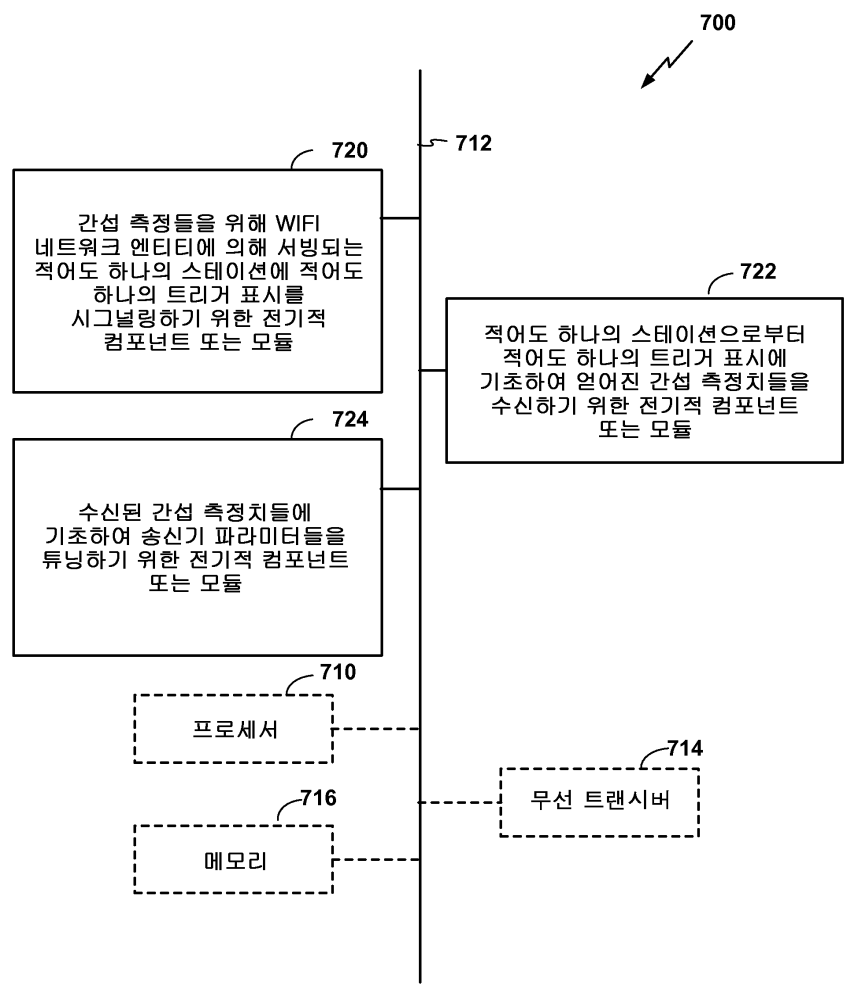 700
712
720
간섭 측정들을 위해 WIFI
네트워크 엔티티에 의해 서빙되는
적어도 하나의 스테이션에 적어도
하나의 트리거 표시를
시그널링하기 위한 전기적
컴포넌트 또는 모듈
722
적어도 하나의 스테이션으로부터
적어도 하나의 트리거 표시에
기초하여 얻어진 간섭 측정치들을
수신하기 위한 전기적 컴포넌트
또는 모듈
724
수신된 간섭 측정치들에
기초하여 송신기 파라미터들을
튜닝하기 위한 전기적 컴포넌트
또는 모듈
710
프로세서
714
무선 트랜시버
716
메모리